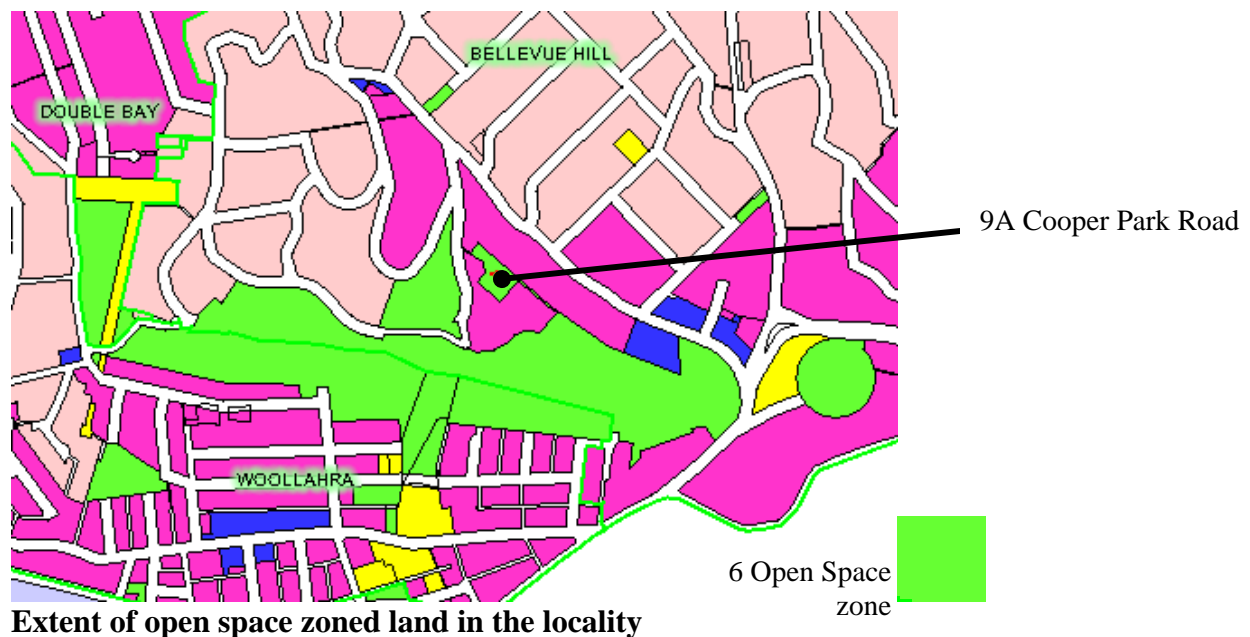 BELLEVUE HILL
DOUBLE BAY
9A Cooper Park Road
WOOLLAHRA
6 Open Space
zone
Extent of open space zoned land in the locality